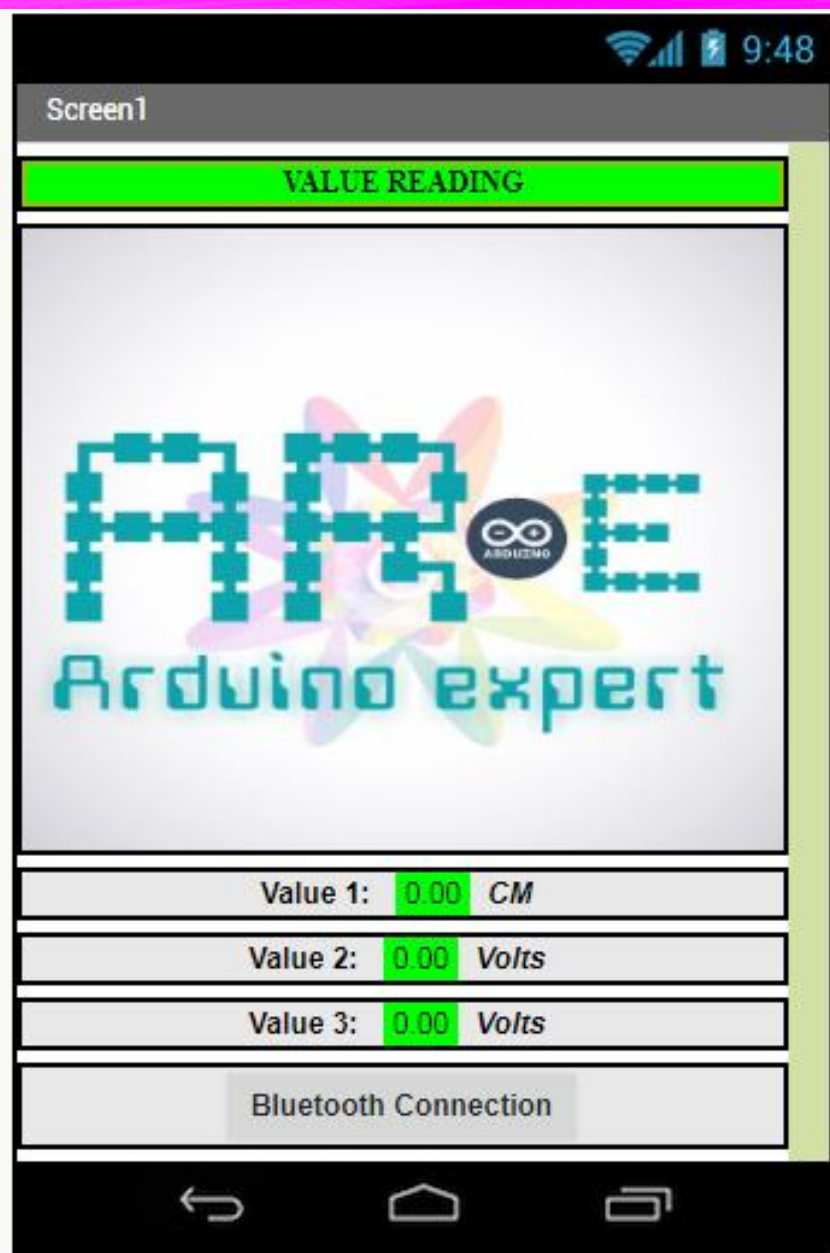 9:48
Screen1
VALUE READING
AR E
ARDUINO
Arduino expert
Value 1: 0.00 CM
Value 2: 0.00 Volts
Value 3: 0.00 Volts
Bluetooth Connection